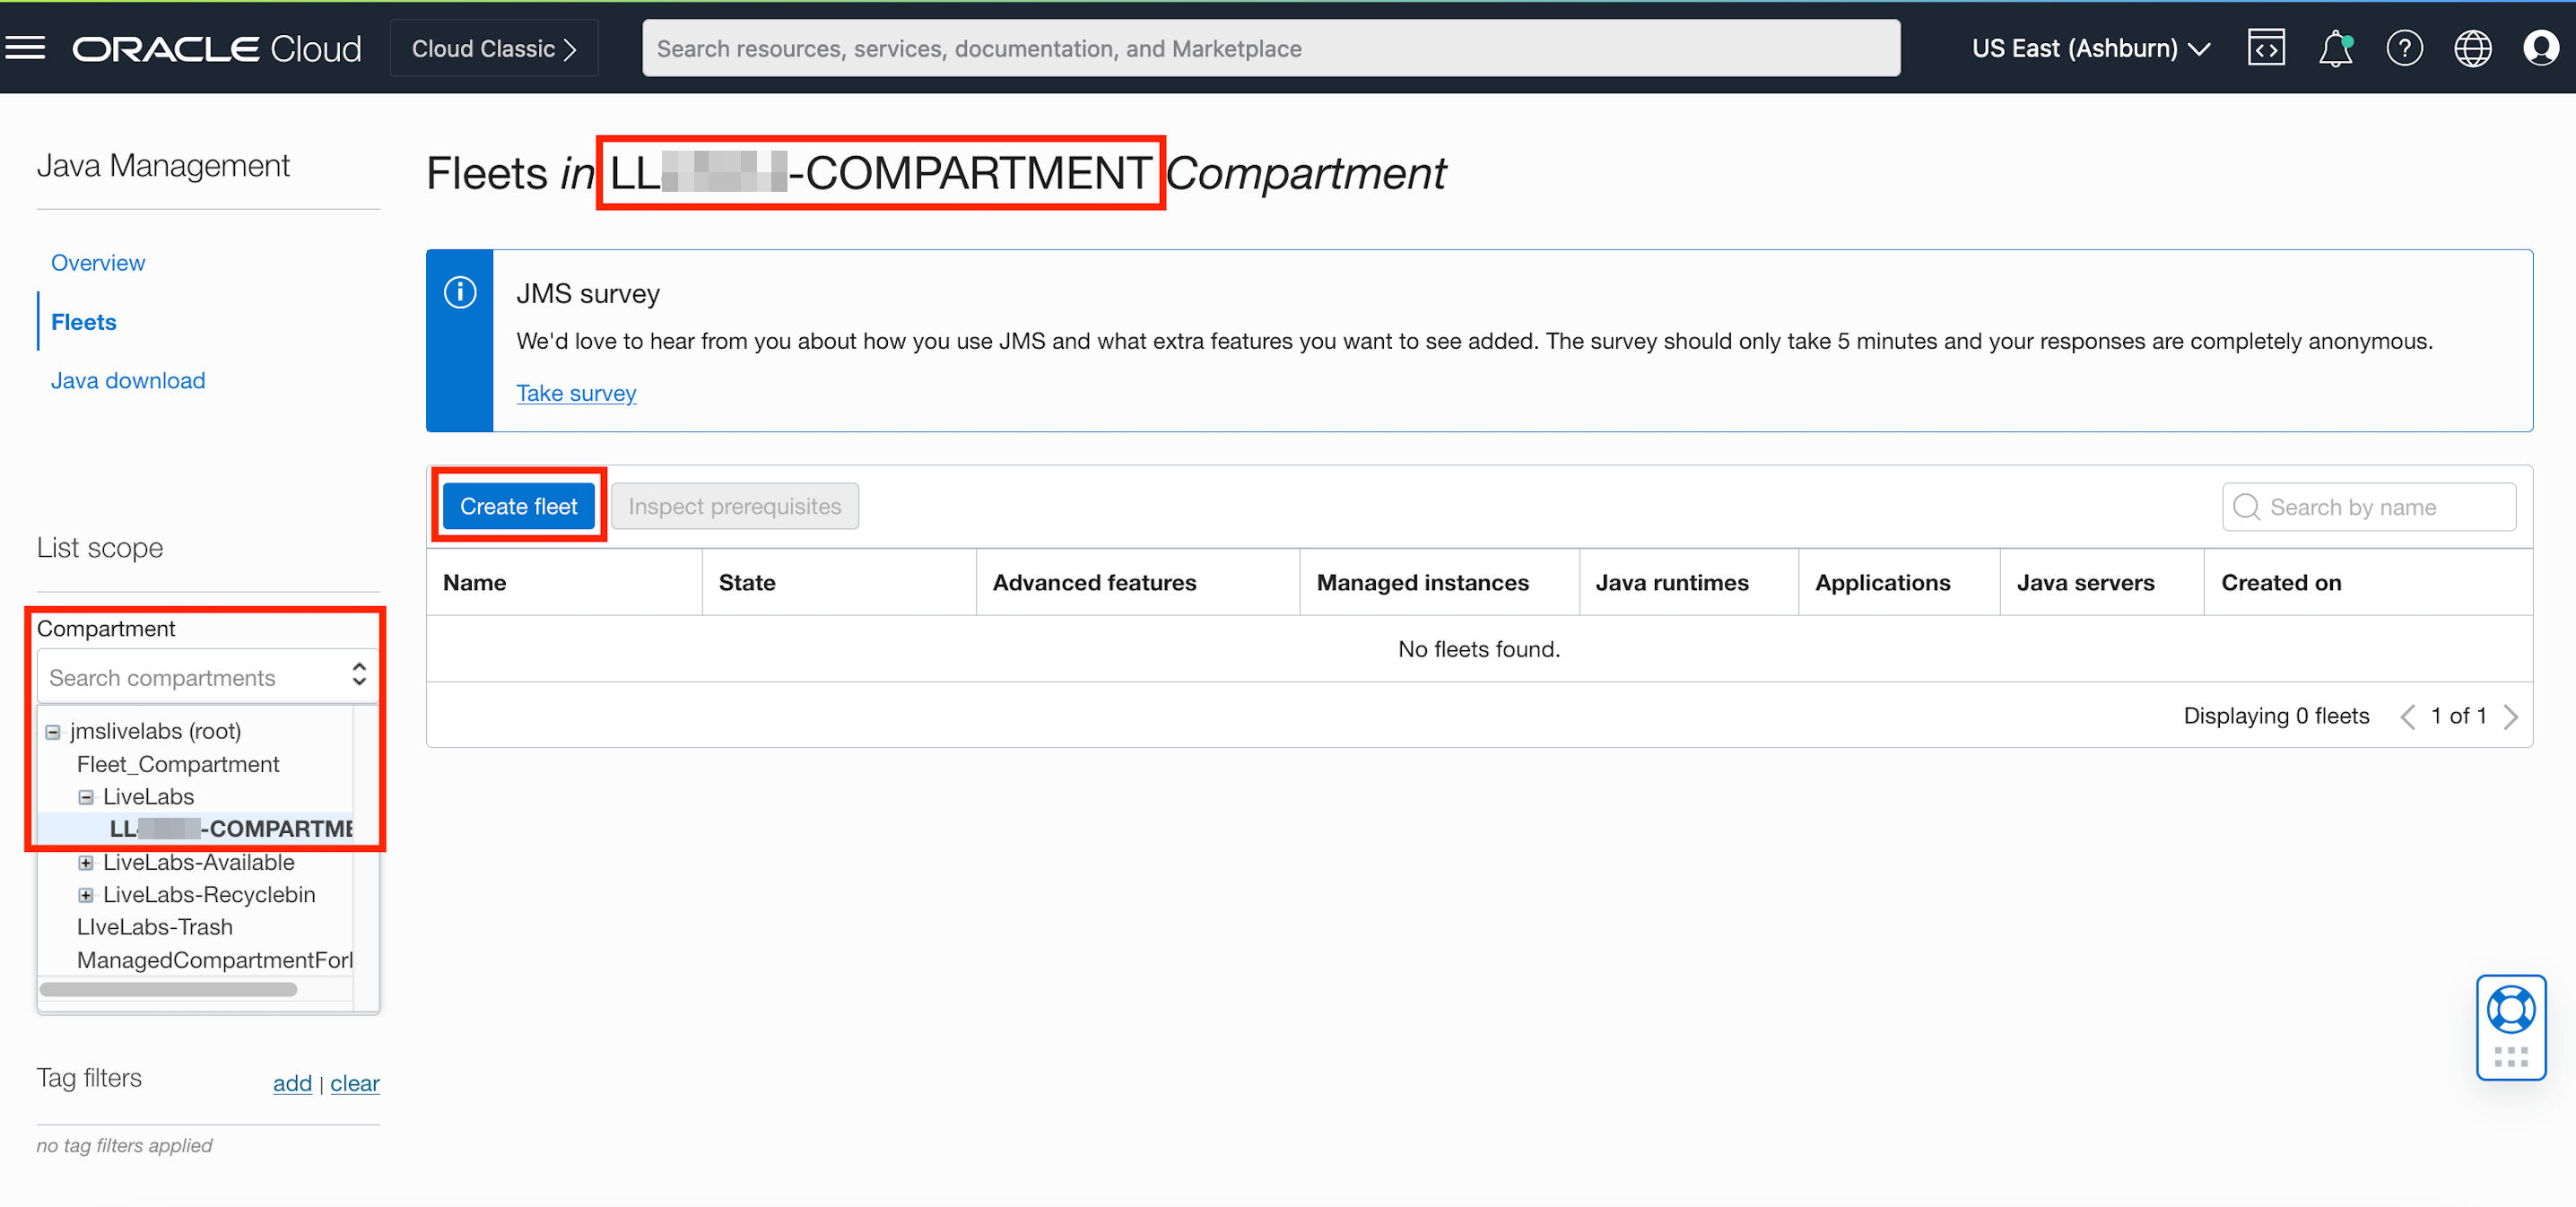 ORACLE Cloud
Cloud Classic
Search resources, services, documentation, and Marketplace
US East (Ashburn)
Java Management
Overview
Fleets
Java download
List scope
Compartment
Search compartments
jmslivelabs (root)
Fleet_Compartment
LiveLabs
LL -COMPARTME
LiveLabs-Available
LiveLabs-Recyclebin
LIveLabs-Trash
ManagedCompartmentForI
Tag filters
add | clear
no tag filters applied
Fleets in LL -COMPARTMENT Compartment
JMS survey
We'd love to hear from you about how you use JMS and what extra features you want to see added. The survey should only take 5 minutes and your responses are completely anonymous.
Take survey
Create fleet
Inspect prerequisites
Search by name
Name State Advanced features Managed instances Java runtimes Applications Java servers Created on
No fleets found.
Displaying 0 fleets 1 of 1